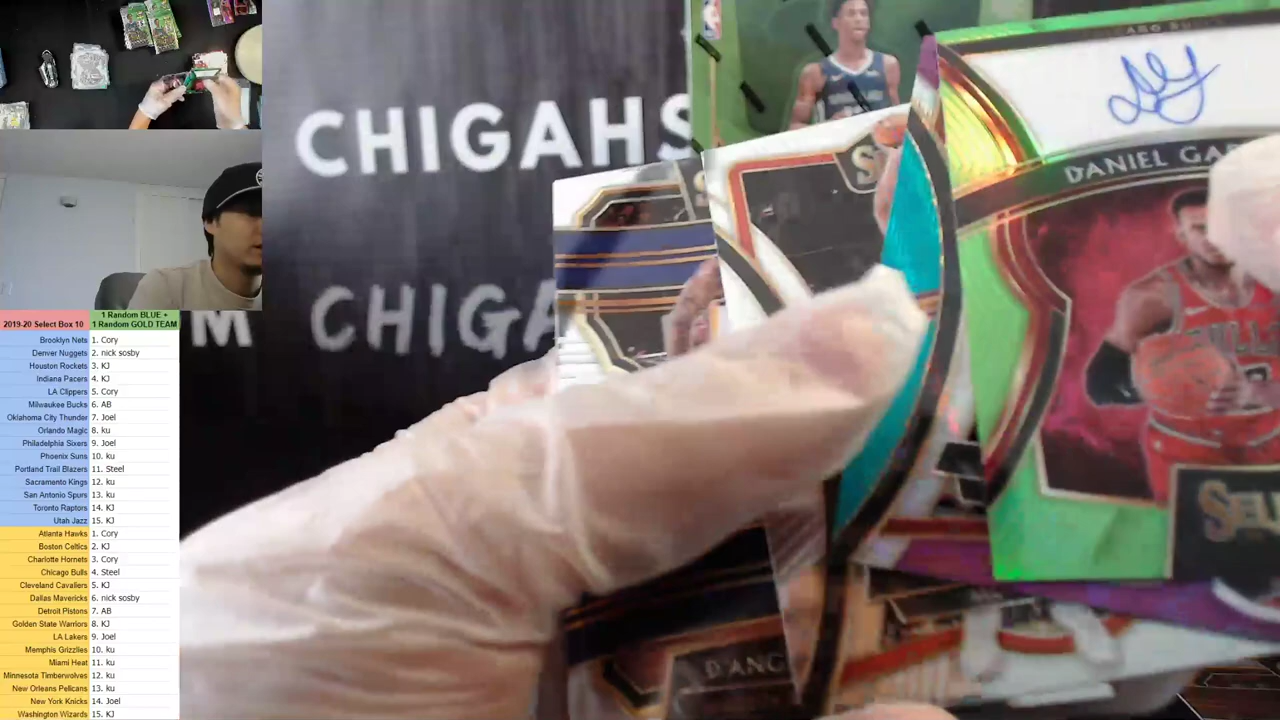 CHIGAHS
CHIGA
M
DANIEL GA
D'ANG
SEL
2019-20 Select Box 10
1 Random BLUE +
1 Random GOLD TEAM
Brooklyn Nets 1. Cory
Denver Nuggets 2. nick sosby
Houston Rockets 3. KJ
Indiana Pacers 4. KJ
LA Clippers 5. Cory
Milwaukee Bucks 6. AB
Oklahoma City Thunder 7. Joel
Orlando Magic 8. ku
Philadelphia Sixers 9. Joel
Phoenix Suns 10. ku
Portland Trail Blazers 11. Steel
Sacramento Kings 12. ku
San Antonio Spurs 13. ku
Toronto Raptors 14. KJ
Utah Jazz 15. KJ
Atlanta Hawks 1. Cory
Boston Celtics 2. KJ
Charlotte Hornets 3. Cory
Chicago Bulls 4. Steel
Cleveland Cavaliers 5. KJ
Dallas Mavericks 6. nick sosby
Detroit Pistons 7. AB
Golden State Warriors 8. KJ
LA Lakers 9. Joel
Memphis Grizzlies 10. ku
Miami Heat 11. ku
Minnesota Timberwolves 12. ku
New Orleans Pelicans 13. ku
New York Knicks 14. Joel
Washington Wizards 15. KJ